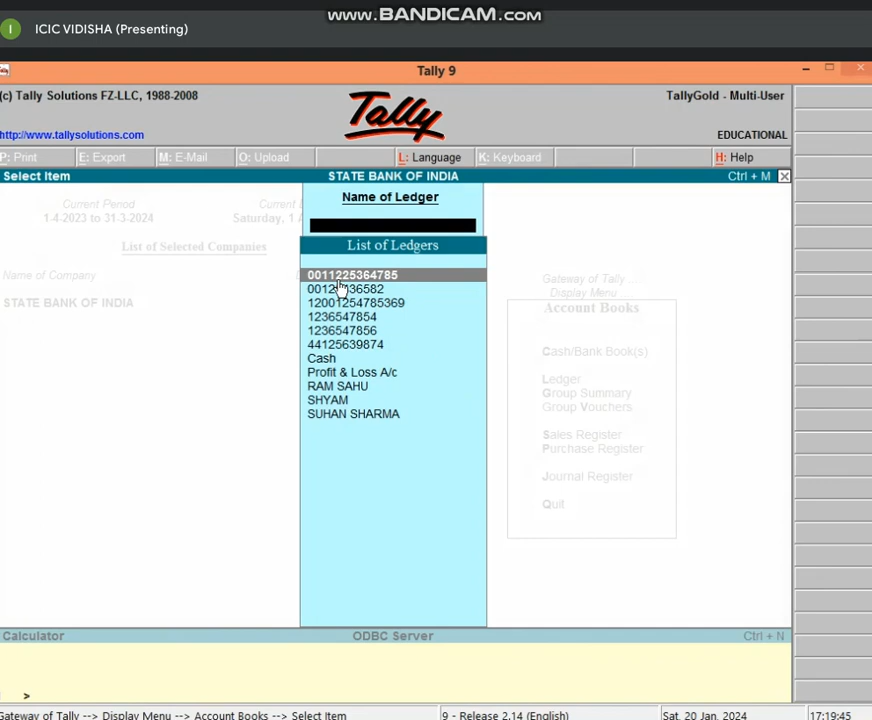 www.BANDICAM.com
I ICIC VIDISHA (Presenting)
Tally 9
(c) Tally Solutions FZ-LLC, 1988-2008
Tally
TallyGold - Multi-User
http://www.tallysolutions.com
EDUCATIONAL
P: Print E: Export M: E-Mail O: Upload L: Language K: Keyboard H: Help
Select Item STATE BANK OF INDIA Ctrl + M
Current Period
1-4-2023 to 31-3-2024
Saturday, 1
List of Selected Companies
Name of Company
STATE BANK OF INDIA
Name of Ledger
List of Ledgers
0011225364785
12001254785369
1236547854
1236547856
44125639874
Cash
Profit & Loss A/c
RAM SAHU
SHYAM
SUHAN SHARMA
Gateway of Tally .....
Display Menu .....
Account Books
Cash/Bank Book(s)
Ledger
Group Summary
Group Vouchers
Sales Register
Purchase Register
Journal Register
Quit
Calculator ODBC Server Ctrl + N
>
Gateway of Tally --> Display Menu --> Account Books --> Select Item 9 - Release 2.14 (English) Sat, 20 Jan, 2024 17:19:45